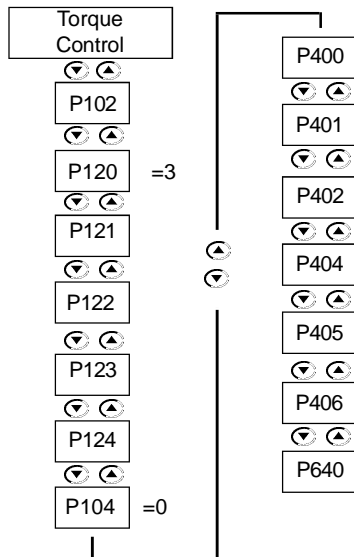 Torque
Control
P102
P120 =3
P121
P122
P123
P124
P104 =0
P400
P401
P402
P404
P405
P406
P640